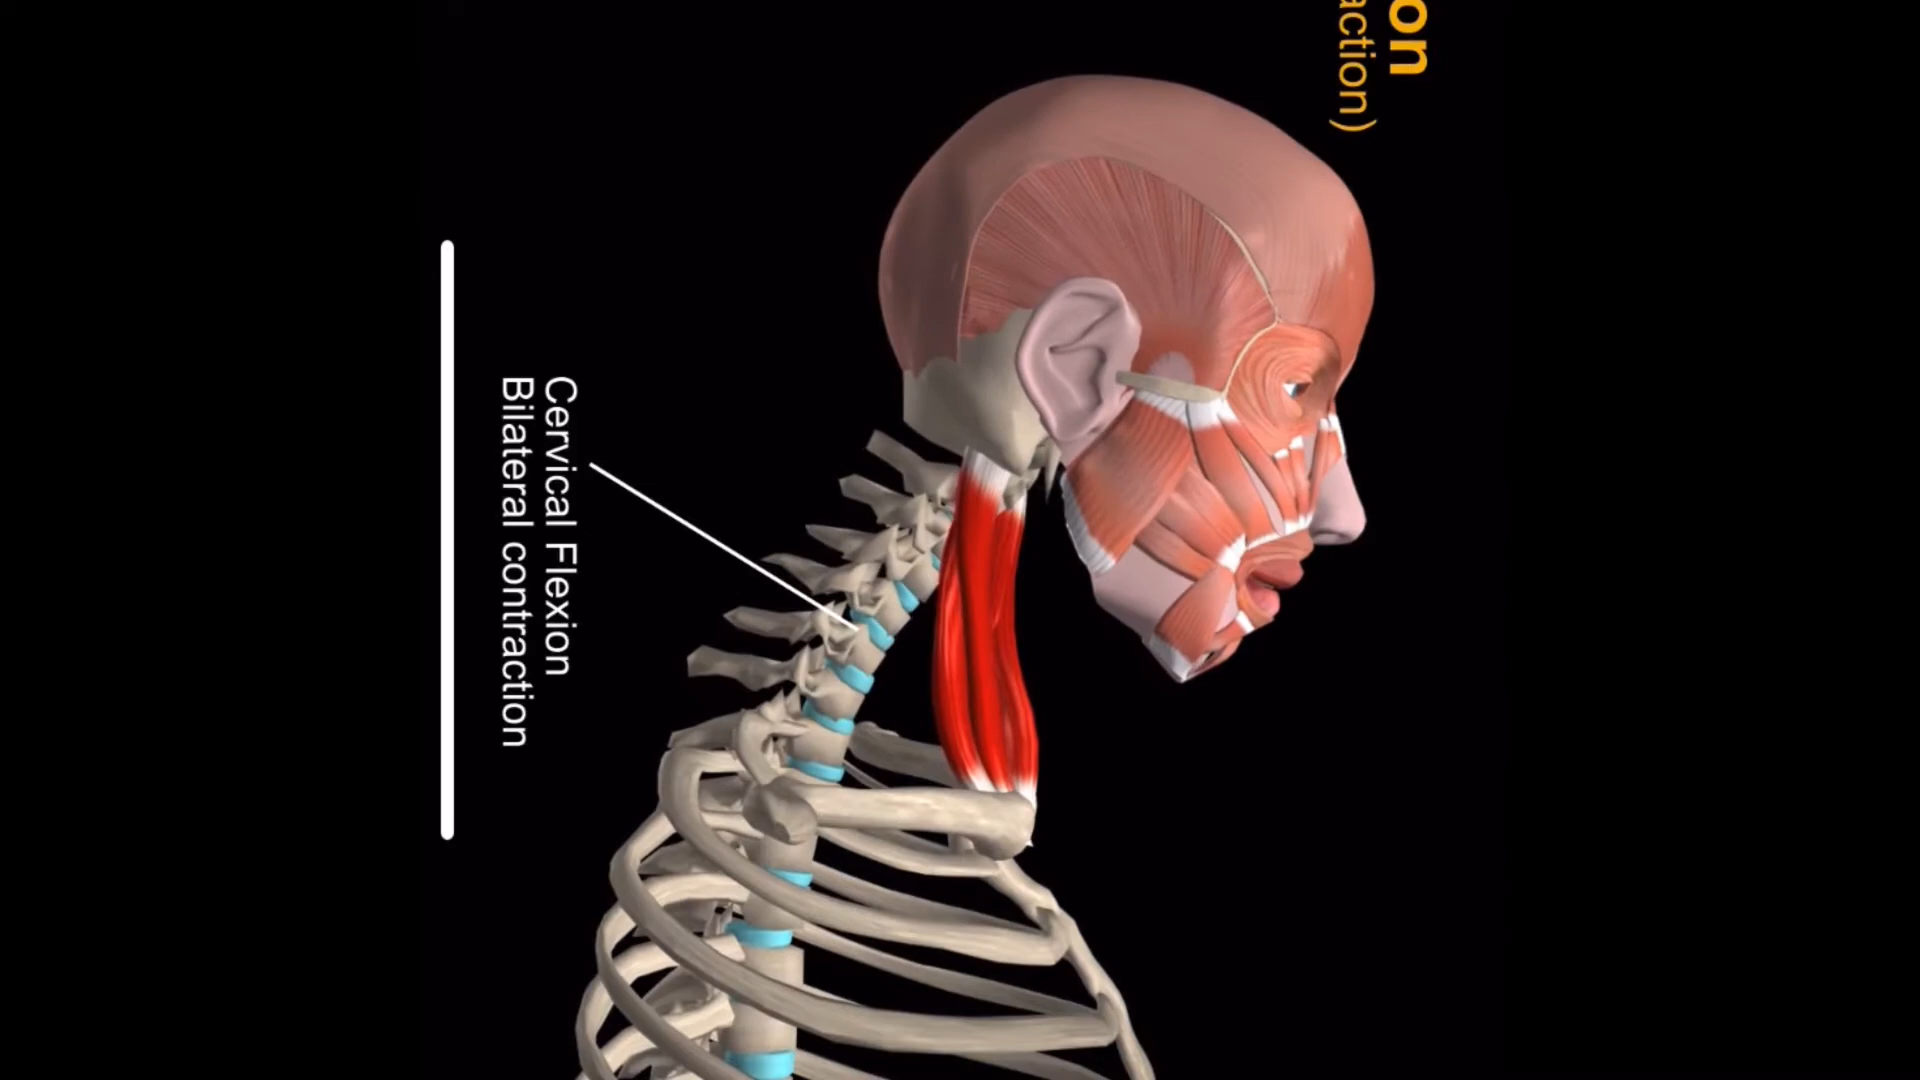 on
action)
Cervical Flexion
Bilateral contraction